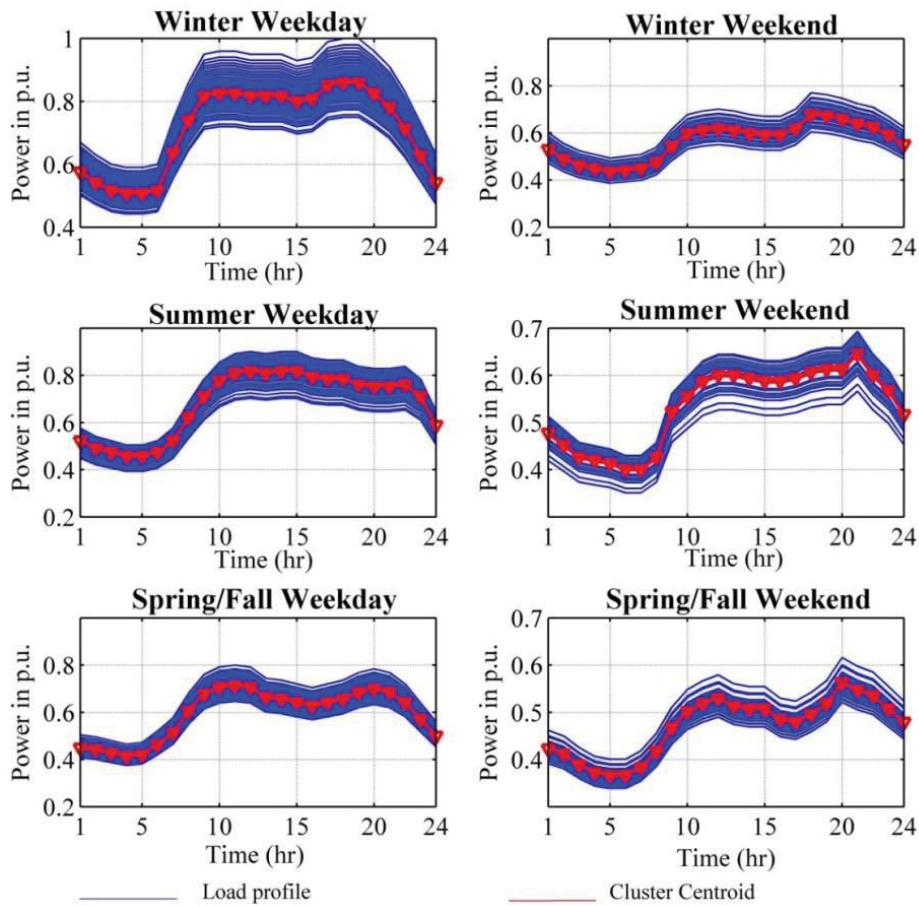 Winter Weekday
Power in p.u.
1
0.8
0.6
0.4
1 5 10 15 20 24
Time (hr)
Winter Weekend
Power in p.u.
0.8
0.6
0.4
0.2
1 5 10 15 20 24
Time (hr)
Summer Weekday
Power in p.u.
0.8
0.6
0.4
0.2
1 5 10 15 20 24
Time (hr)
Summer Weekend
Power in p.u.
0.7
0.6
0.5
0.4
1 5 10 15 20 24
Time (hr)
Spring/Fall Weekday
Power in p.u.
0.8
0.6
0.4
0.2
1 5 10 15 20 24
Time (hr)
Spring/Fall Weekend
Power in p.u.
0.7
0.6
0.5
0.4
1 5 10 15 20 24
Time (hr)
Load profile
Cluster Centroid